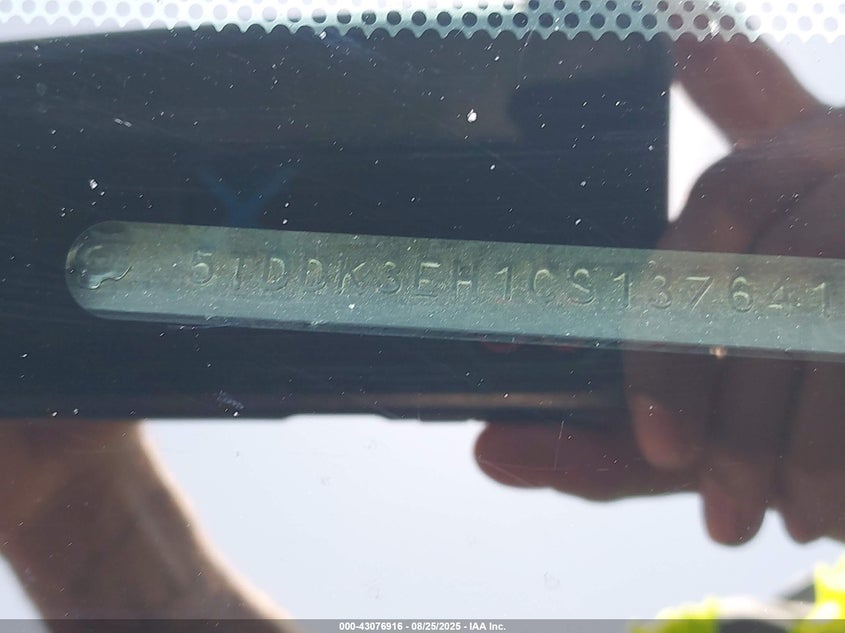 5TDDK3EH1CS137641
000-43076916 - 08/25/2025 - IAA Inc.